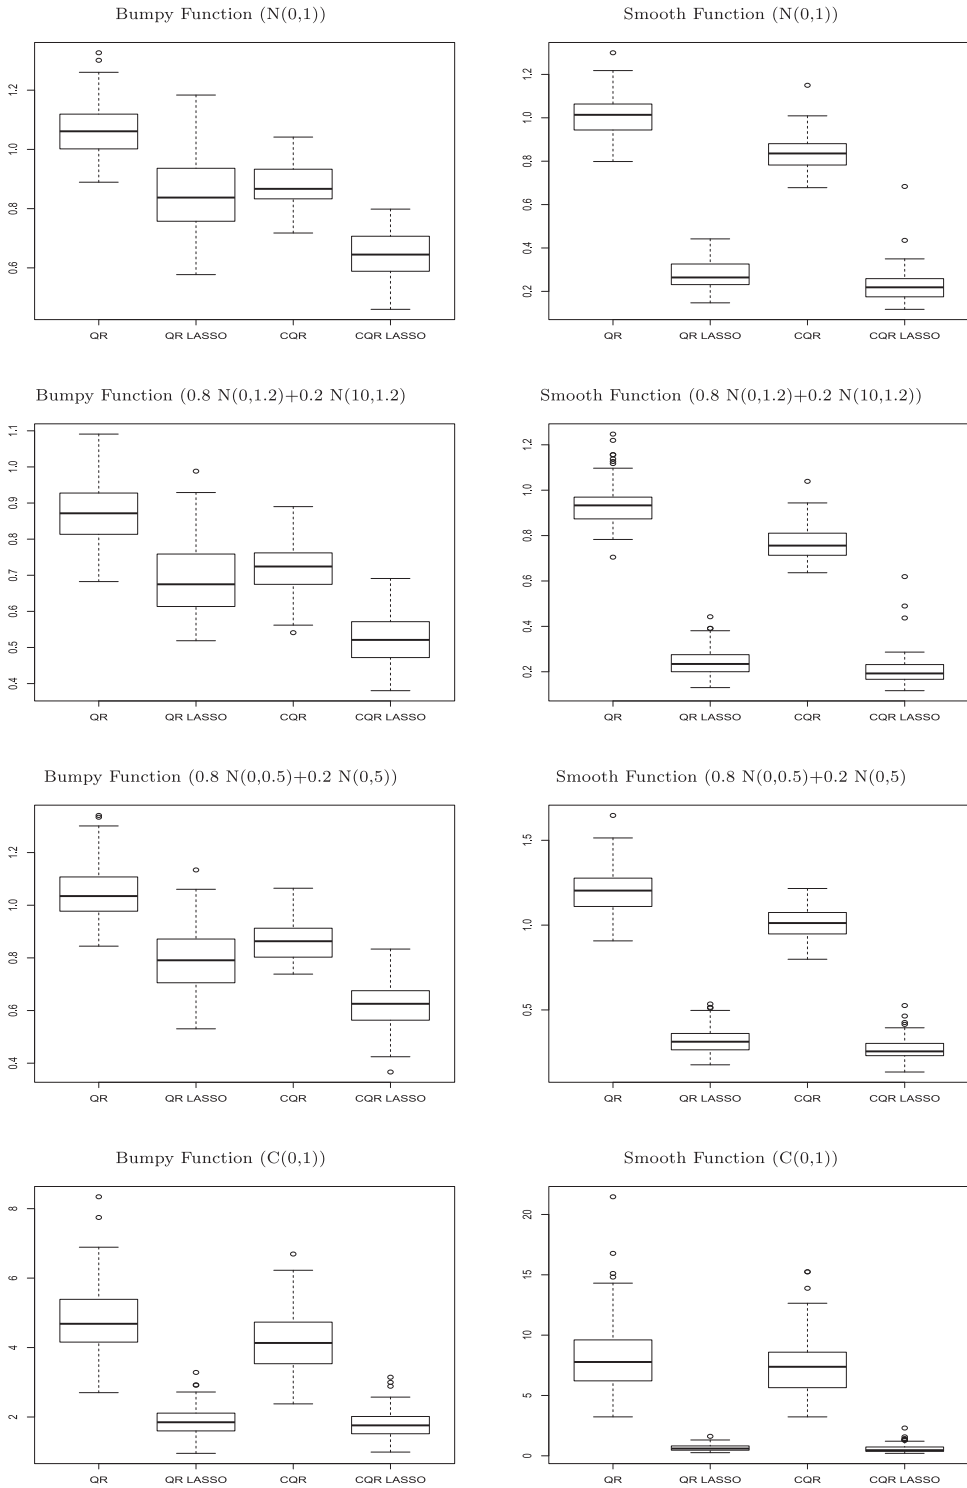 Bumpy Function (N(0,1))
1.2
1.0
0.8
0.6
QR QR LASSO CQR CQR LASSO
Smooth Function (N(0,1))
1.2
1.0
0.8
0.6
0.4
0.2
QR QR LASSO CQR CQR LASSO
Bumpy Function (0.8 N(0,1.2)+0.2 N(10,1.2)
1.1
1.0
0.9
0.8
0.7
0.6
0.5
0.4
QR QR LASSO CQR CQR LASSO
Smooth Function (0.8 N(0,1.2)+0.2 N(10,1.2))
1.2
1.0
0.8
0.6
0.4
0.2
QR QR LASSO CQR CQR LASSO
Bumpy Function (0.8 N(0,0.5)+0.2 N(0,5))
1.2
1.0
0.8
0.6
0.4
QR QR LASSO CQR CQR LASSO
Smooth Function (0.8 N(0,0.5)+0.2 N(0,5)
1.5
1.0
0.5
QR QR LASSO CQR CQR LASSO
Bumpy Function (C(0,1))
8
6
4
2
QR QR LASSO CQR CQR LASSO
Smooth Function (C(0,1))
20
15
10
5
0
QR QR LASSO CQR CQR LASSO